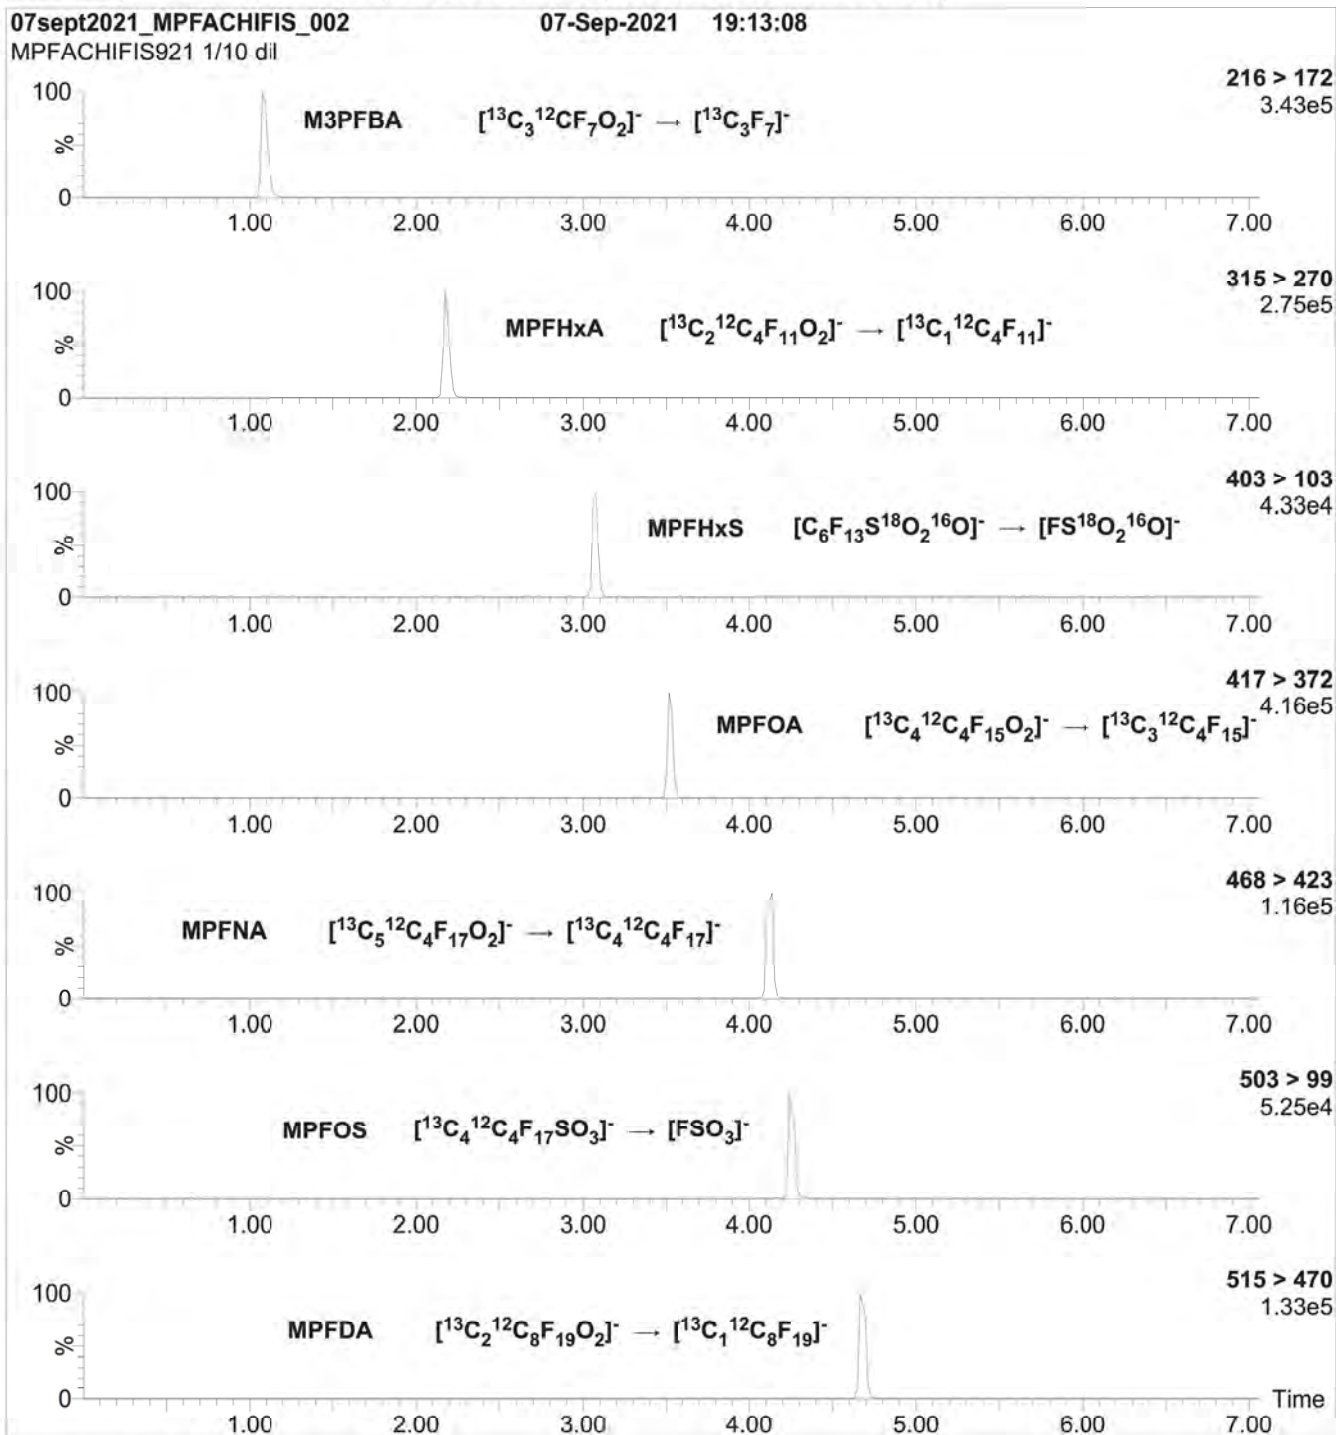 07sept2021_MPFACHIFIS_002 07-Sep-2021 19:13:08
MPFACHIFIS921 1/10 dil
216 > 172
3.43e5
100
%
0
M3PFBA [¹³C₃¹²CF₇O₂]⁻ → [¹³C₃F₇]⁻
1.00 2.00 3.00 4.00 5.00 6.00 7.00
315 > 270
2.75e5
100
%
0
MPFHxA [¹³C₂¹²C₄F₁₁O₂]⁻ → [¹³C₁¹²C₄F₁₁]⁻
1.00 2.00 3.00 4.00 5.00 6.00 7.00
403 > 103
4.33e4
100
%
0
MPFHxS [C₆F₁₃S¹⁸O₂¹⁶O]⁻ → [FS¹⁸O₂¹⁶O]⁻
1.00 2.00 3.00 4.00 5.00 6.00 7.00
417 > 372
4.16e5
100
%
0
MPFOA [¹³C₄¹²C₄F₁₅O₂]⁻ → [¹³C₃¹²C₄F₁₅]⁻
1.00 2.00 3.00 4.00 5.00 6.00 7.00
468 > 423
1.16e5
100
%
0
MPFNA [¹³C₅¹²C₄F₁₇O₂]⁻ → [¹³C₄¹²C₄F₁₇]⁻
1.00 2.00 3.00 4.00 5.00 6.00 7.00
503 > 99
5.25e4
100
%
0
MPFOS [¹³C₄¹²C₄F₁₇SO₃]⁻ → [FSO₃]⁻
1.00 2.00 3.00 4.00 5.00 6.00 7.00
515 > 470
1.33e5
100
%
0
MPFDA [¹³C₂¹²C₈F₁₉O₂]⁻ → [¹³C₁¹²C₈F₁₉]⁻
Time
1.00 2.00 3.00 4.00 5.00 6.00 7.00